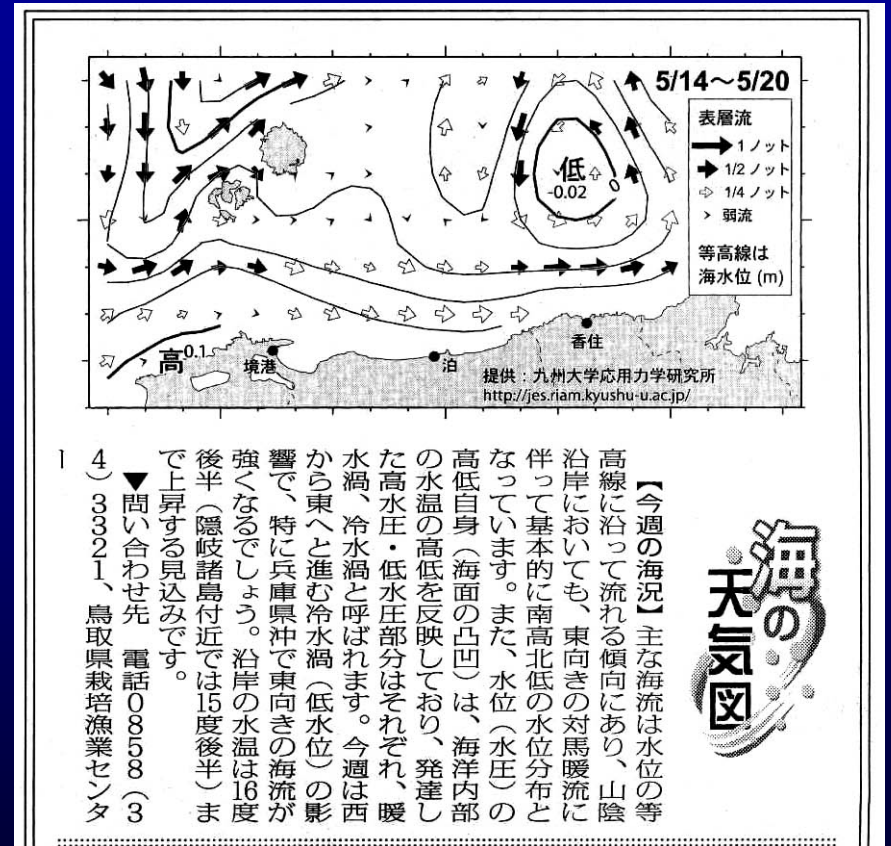 5/14～5/20
表層流
1 ノット
1/2 ノット
1/4 ノット
弱流
等高線は
海水位 (m)
低
-0.02
0
高
0.1
境港
泊
香住
提供：九州大学応用力学研究所
http://jes.riam.kyushu-u.ac.jp/
海の
天気図
【今週の海況】主な海流は水位の等
高線に沿って流れる傾向にあり、山陰
沿岸においても、東向きの対馬暖流に
伴って基本的に南高北低の水位分布と
なっています。また、水位（水圧）の
高低自身（海面の凸凹）は、海洋内部
の水温の高低を反映しており、発達し
た高水圧・低水圧部分はそれぞれ、暖
水渦、冷水渦と呼ばれます。今週は西
から東へと進む冷水渦（低水位）の影
響で、特に兵庫県沖で東向きの海流が
強くなるでしょう。沿岸の水温は16度
後半（隠岐諸島付近では15度後半）ま
で上昇する見込みです。
▼問い合わせ先　電話０８５８（３
４）３３２１、鳥取県栽培漁業センタ
ー